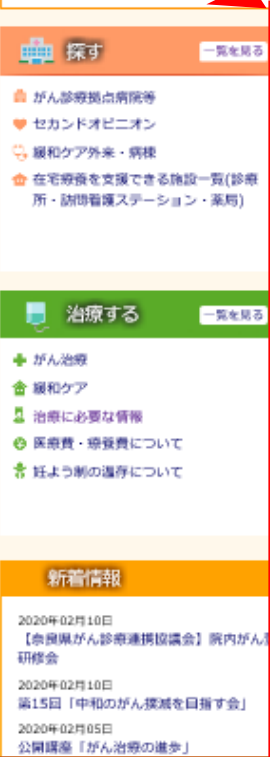 探す
一覧を見る
がん診療拠点病院等
セカンドオピニオン
緩和ケア外来・病棟
在宅療養を支援できる施設一覧(診療
所・訪問看護ステーション・薬局)
治療する
一覧を見る
がん治療
緩和ケア
治療に必要な情報
医療費・療養費について
妊よう制の温存について
新着情報
2020年02月10日
【奈良県がん診療連携協議会】院内がん
研修会
2020年02月10日
第15回「中和のがん撲滅を目指す会」
2020年02月05日
公開講座「がん治療の進歩」